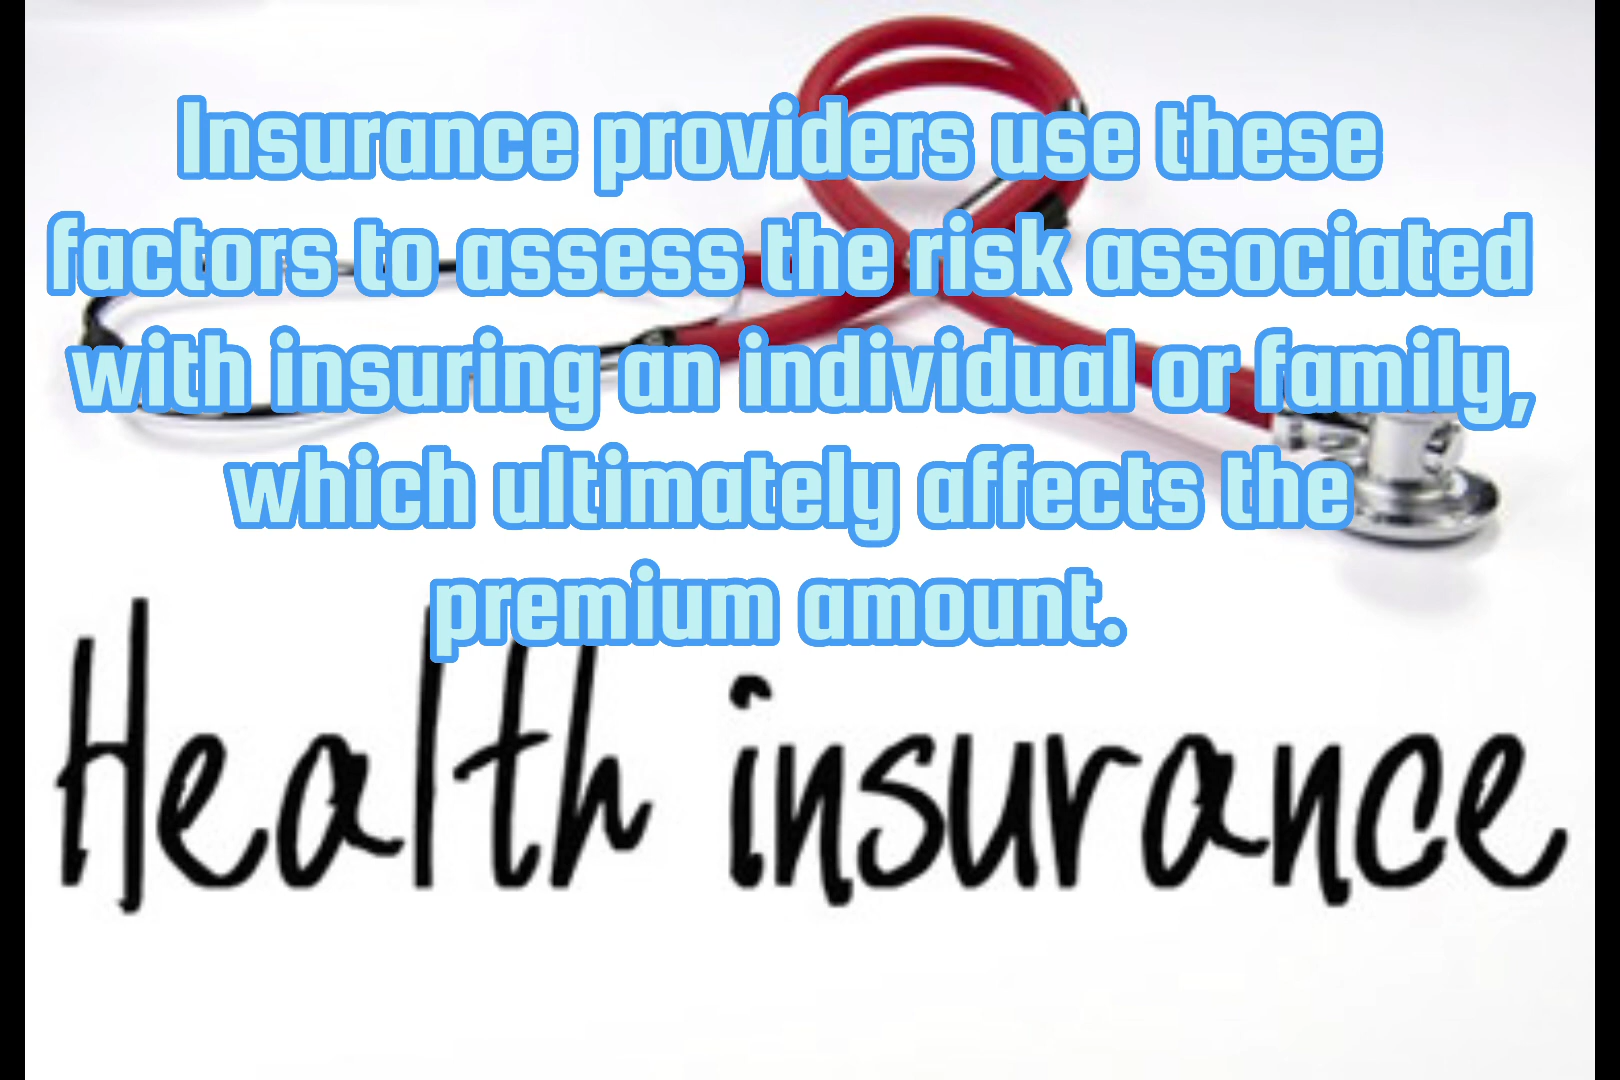 Insurance providers use these
factors to assess the risk associated
with insuring an individual or family,
which ultimately affects the
premium amount.
Health insurance